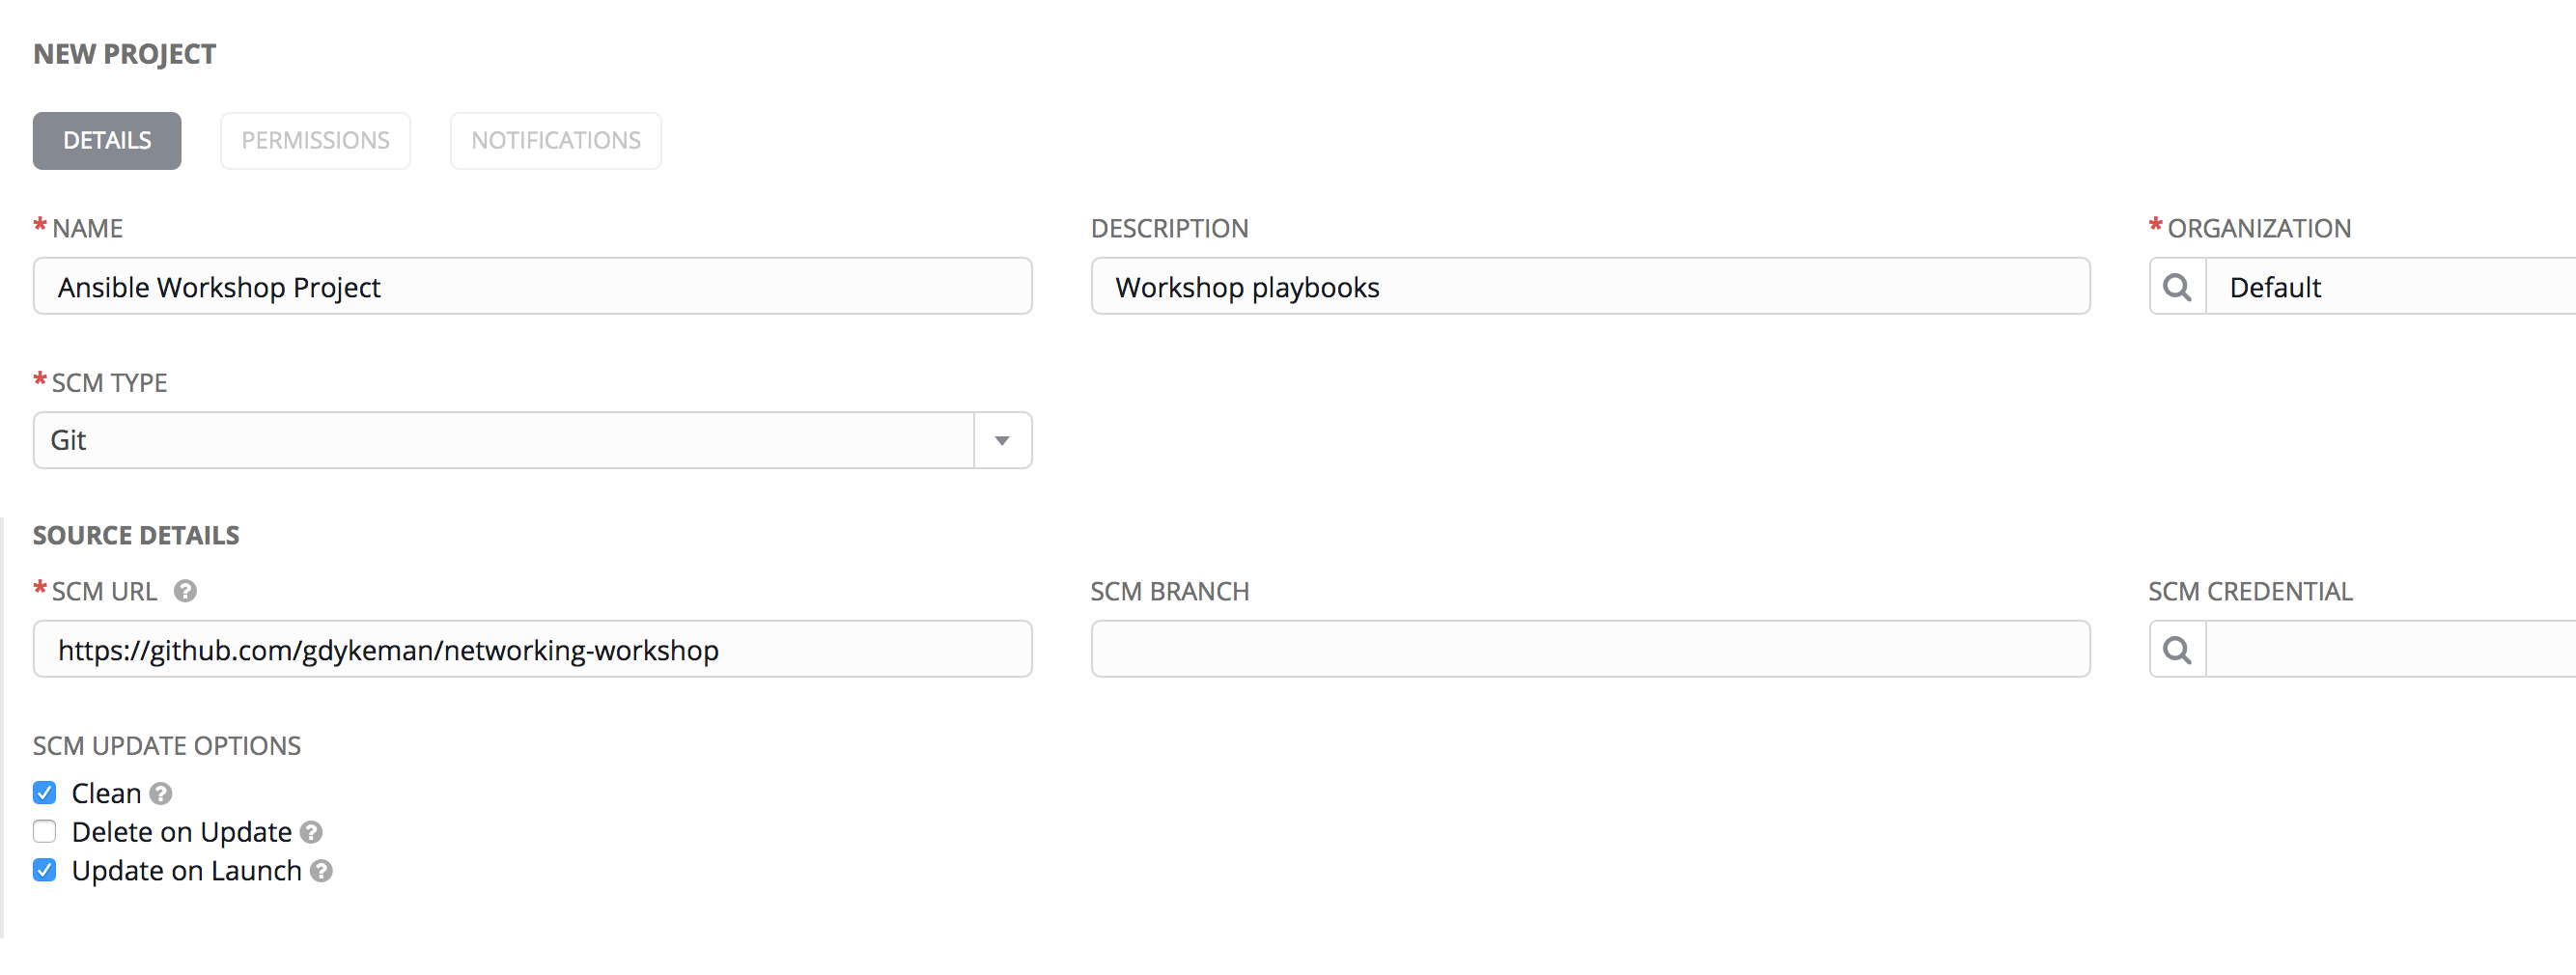 NEW PROJECT
DETAILS PERMISSIONS NOTIFICATIONS
* NAME DESCRIPTION * ORGANIZATION
Ansible Workshop Project Workshop playbooks Default
* SCM TYPE
Git
SOURCE DETAILS
* SCM URL ? SCM BRANCH SCM CREDENTIAL
https://github.com/gdykeman/networking-workshop
SCM UPDATE OPTIONS
Clean ?
Delete on Update ?
Update on Launch ?